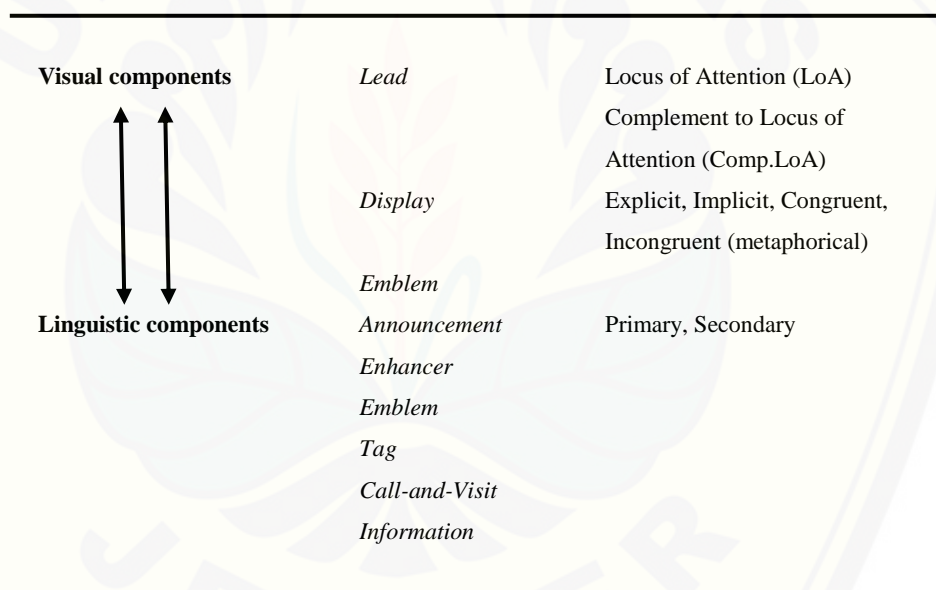 Visual components Lead Locus of Attention (LoA)
Complement to Locus of
Attention (Comp.LoA)
Display Explicit, Implicit, Congruent,
Incongruent (metaphorical)
Emblem
Linguistic components Announcement Primary, Secondary
Enhancer
Emblem
Tag
Call-and-Visit
Information